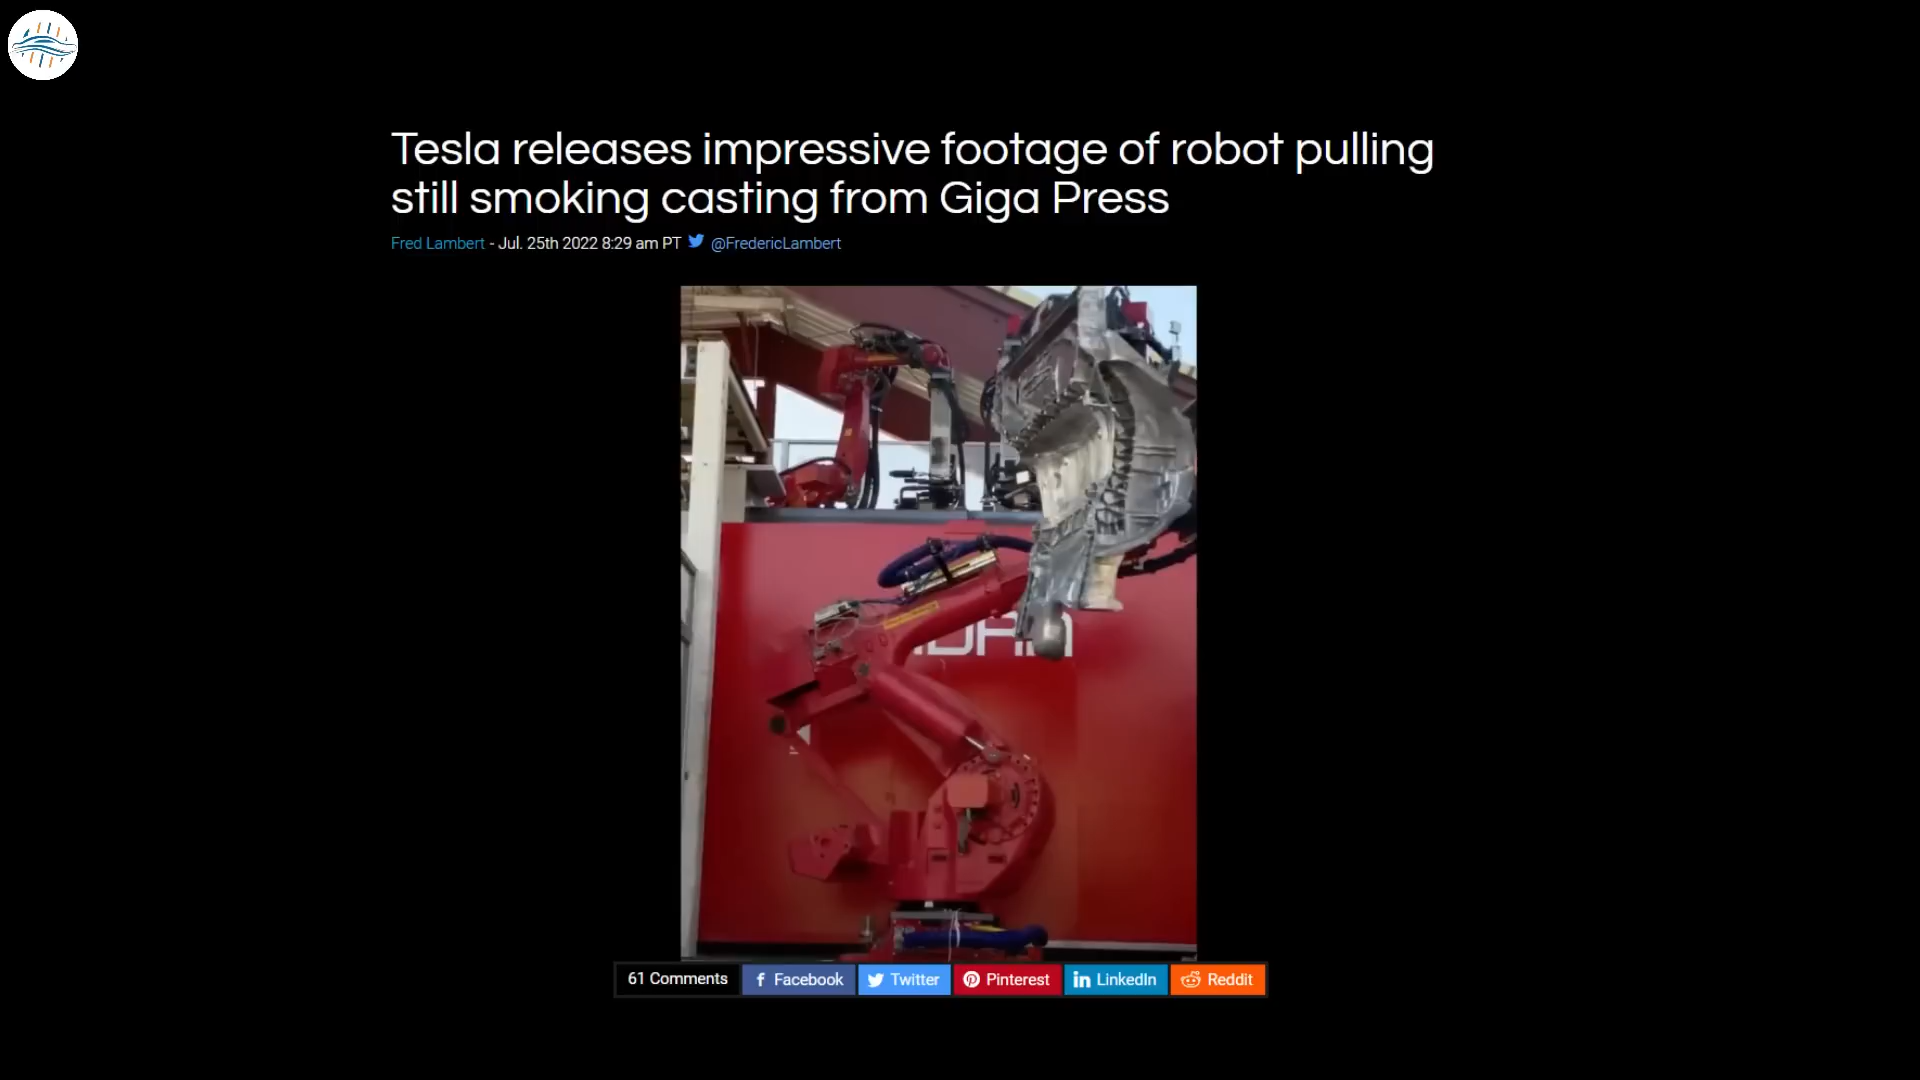 Tesla releases impressive footage of robot pulling
still smoking casting from Giga Press
Fred Lambert - Jul. 25th 2022 8:29 am PT @FredericLambert
61 Comments Facebook Twitter Pinterest LinkedIn Reddit